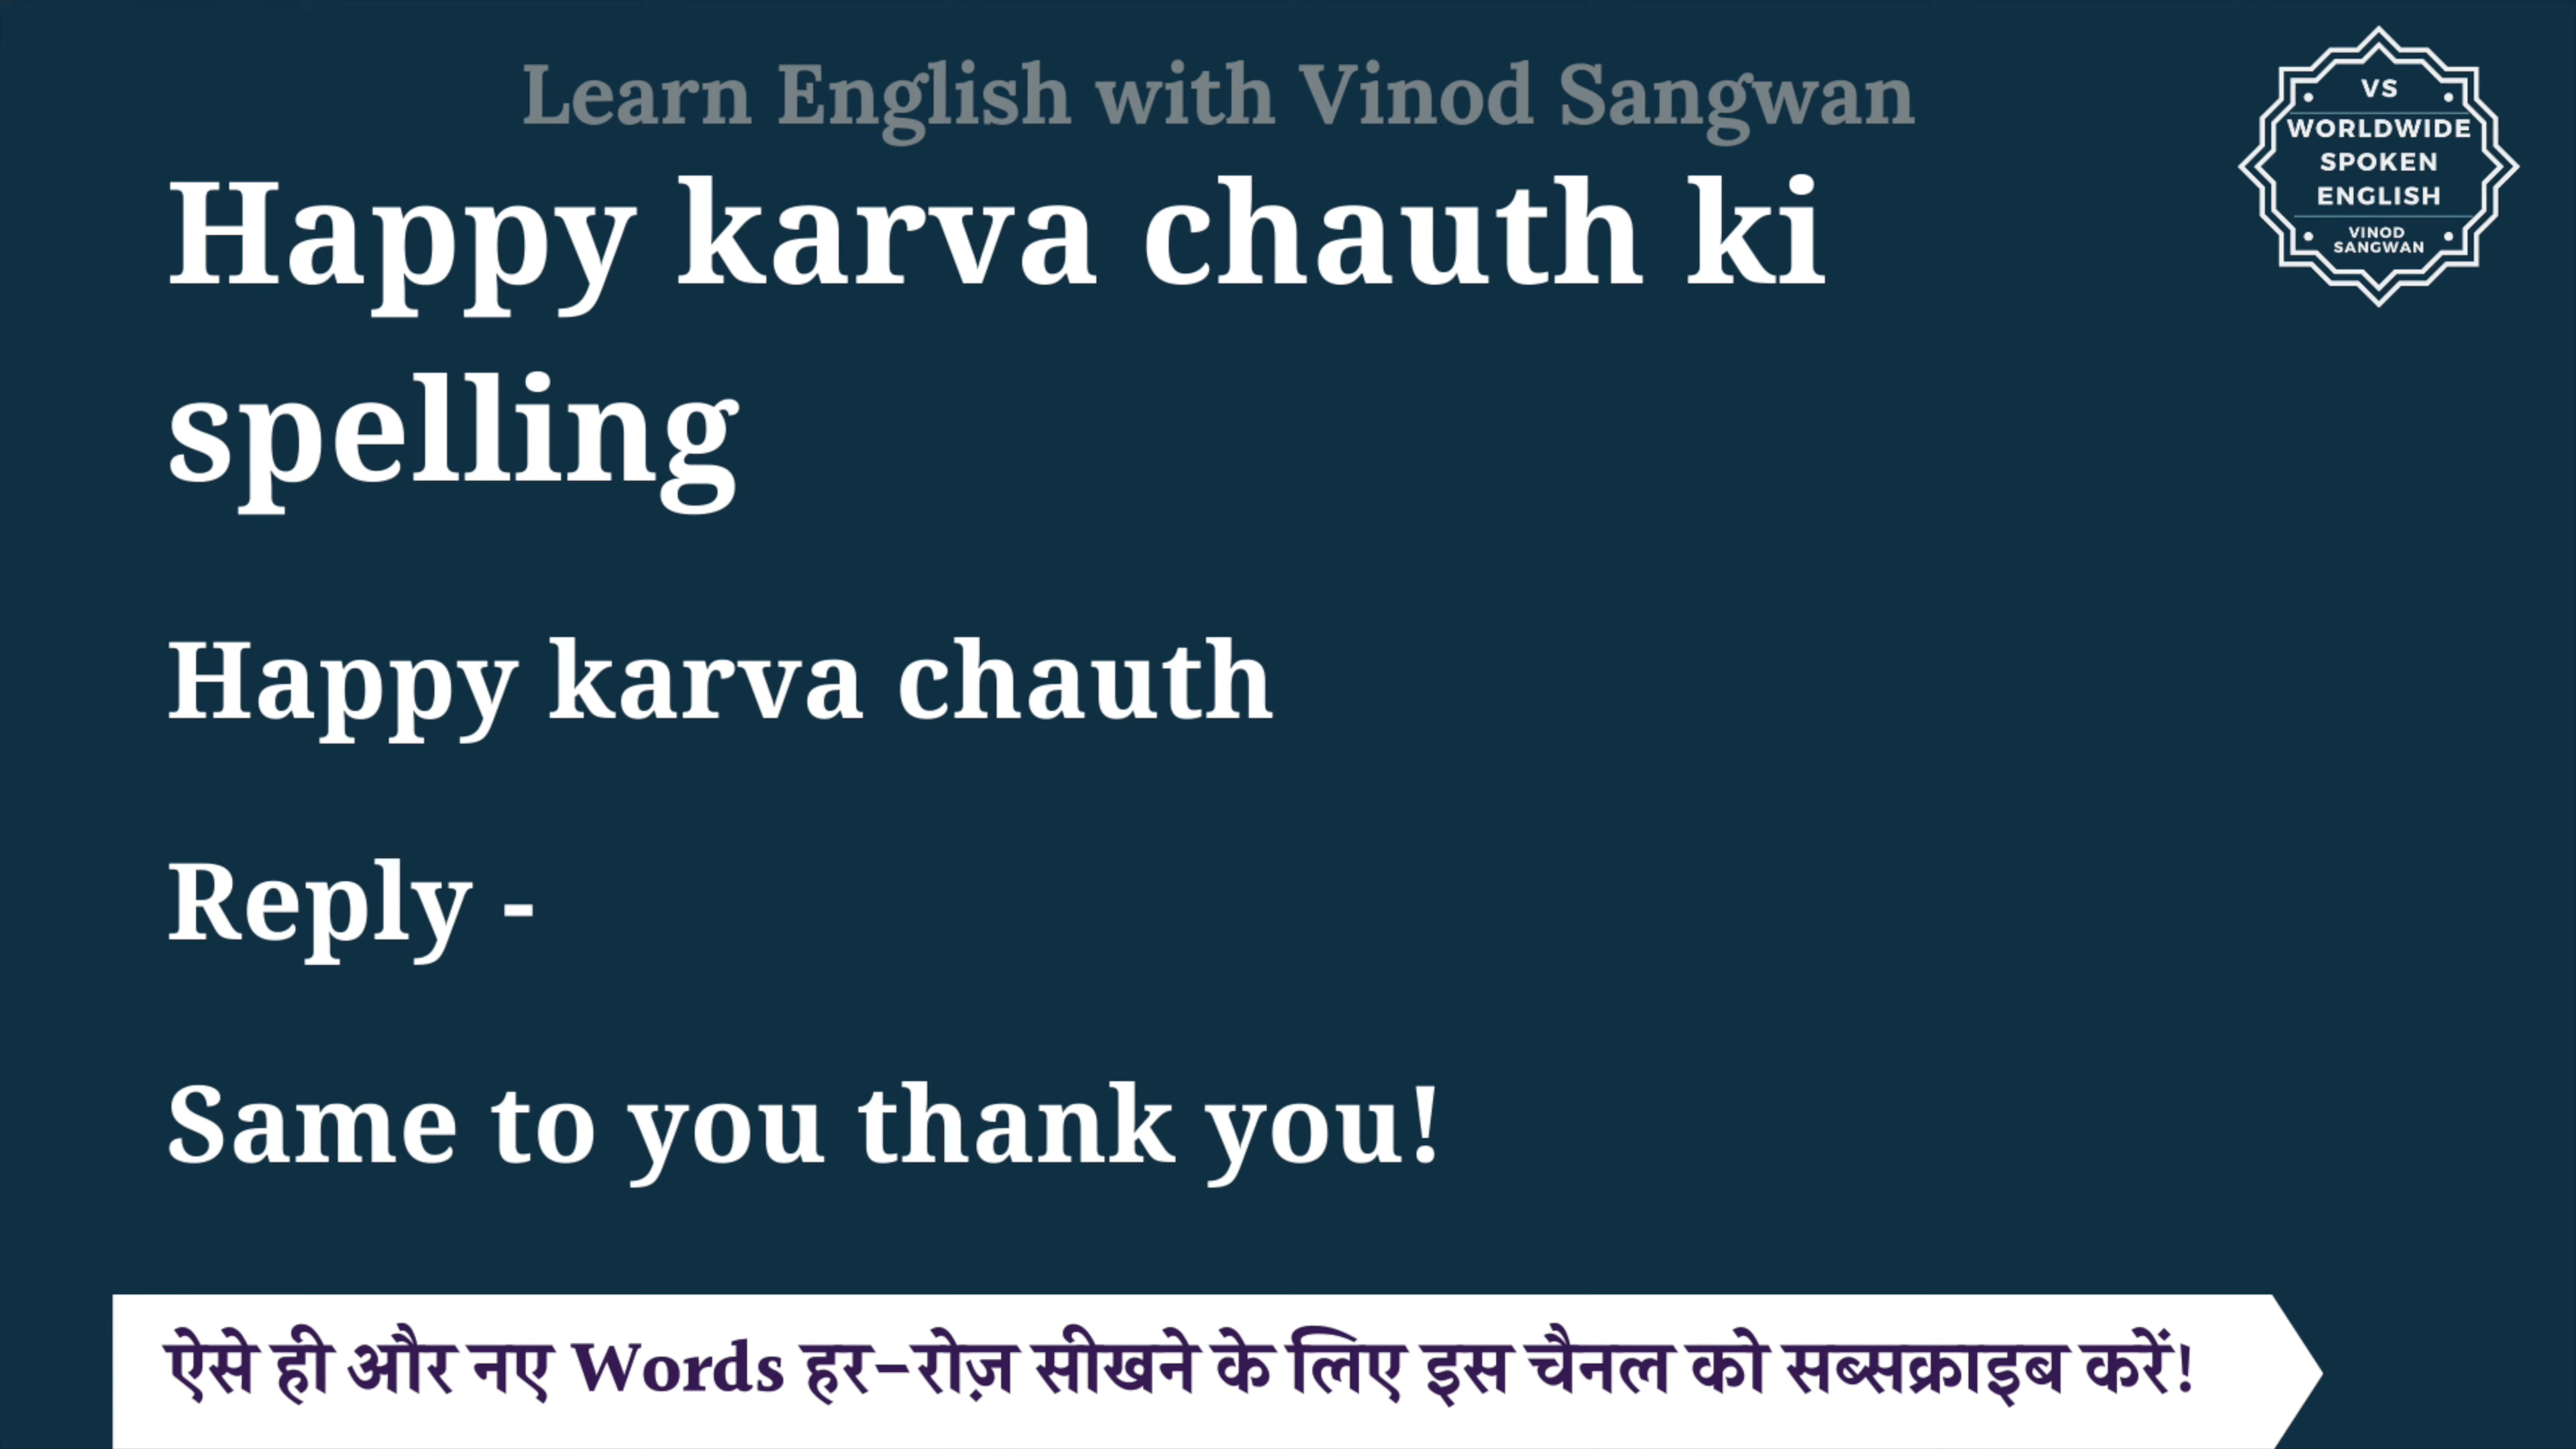 Learn English with Vinod Sangwan
VS
WORLDWIDE
SPOKEN
ENGLISH
VINOD
SANGWAN
Happy karva chauth ki
spelling
Happy karva chauth
Reply -
Same to you thank you!
ऐसे ही और नए Words हर-रोज़ सीखने के लिए इस चैनल को सब्सक्राइब करें!